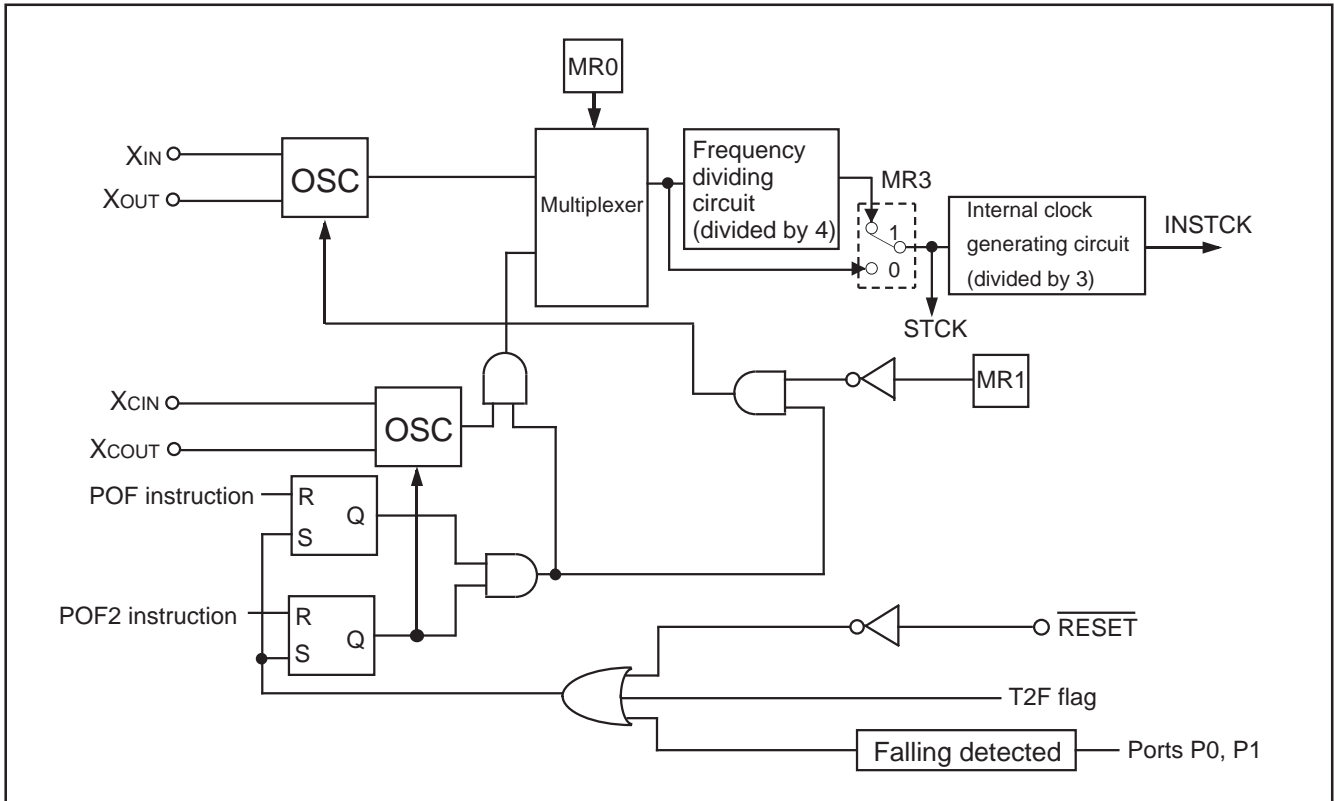 MR0
XIN
XOUT
OSC
Multiplexer
Frequency
dividing
circuit
(divided by 4)
MR3
1
0
Internal clock
generating circuit
(divided by 3)
INSTCK
STCK
MR1
XCIN
XCOUT
OSC
POF instruction
R
S
Q
POF2 instruction
R
S
Q
RESET
T2F flag
Falling detected
Ports P0, P1